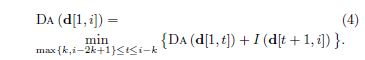 DA (d[1, i]) = (4)
min {DA (d[1, t]) + I (d[t + 1, i]) }.
max{k,i−2k+1}≤t≤i−k